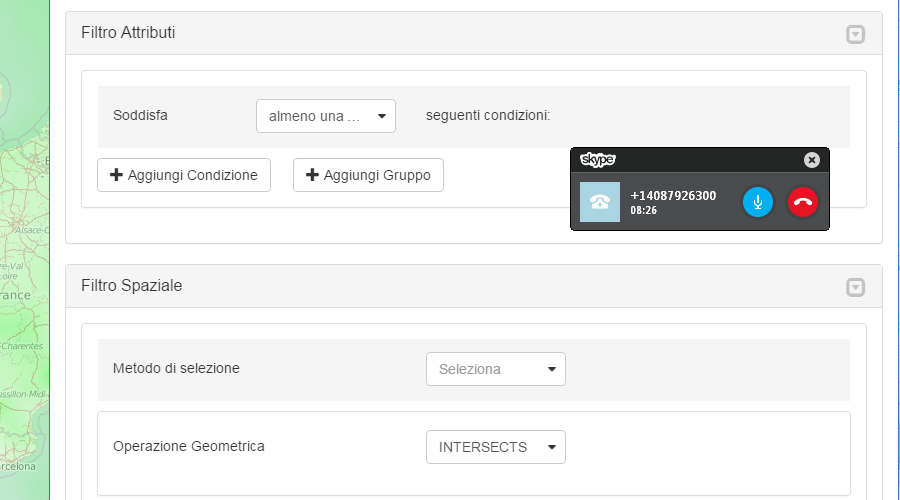 Filtro Attributi
Soddisfa almeno una ... seguenti condizioni:
Aggiungi Condizione Aggiungi Gruppo
skype
+14087926300
08:26
Alsace-C
re-Val
Loire
rance
Filtro Spaziale
Metodo di selezione Seleziona
Charentes
ussillon-Midi-
Operazione Geometrica INTERSECTS
rcelona